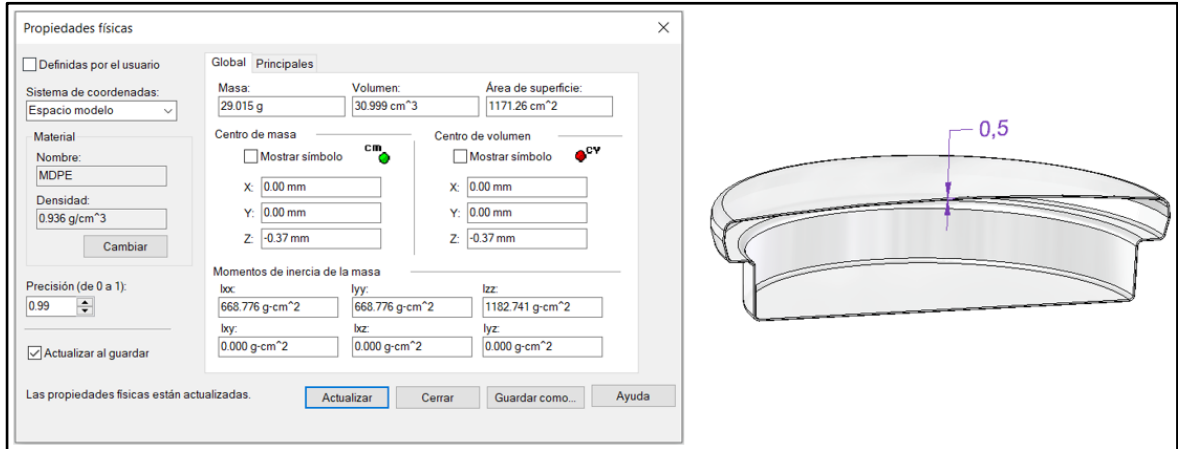 Propiedades físicas
Definidas por el usuario
Sistema de coordenadas:
Espacio modelo
Material
Nombre:
MDPE
Densidad:
0.936 g/cm^3
Cambiar
Precisión (de 0 a 1):
0.99
Actualizar al guardar
Global Principales
Masa: Volumen: Área de superficie:
29.015 g 30.999 cm^3 1171.26 cm^2
Centro de masa Centro de volumen
Mostrar símbolo cm Mostrar símbolo CV
X: 0.00 mm X: 0.00 mm
Y: 0.00 mm Y: 0.00 mm
Z: -0.37 mm Z: -0.37 mm
Momentos de inercia de la masa
Ixx: Iyy: Izz:
668.776 g-cm^2 668.776 g-cm^2 1182.741 g-cm^2
Ixy: Ixz: Iyz:
0.000 g-cm^2 0.000 g-cm^2 0.000 g-cm^2
Las propiedades físicas están actualizadas.
Actualizar Cerrar Guardar como... Ayuda
0,5